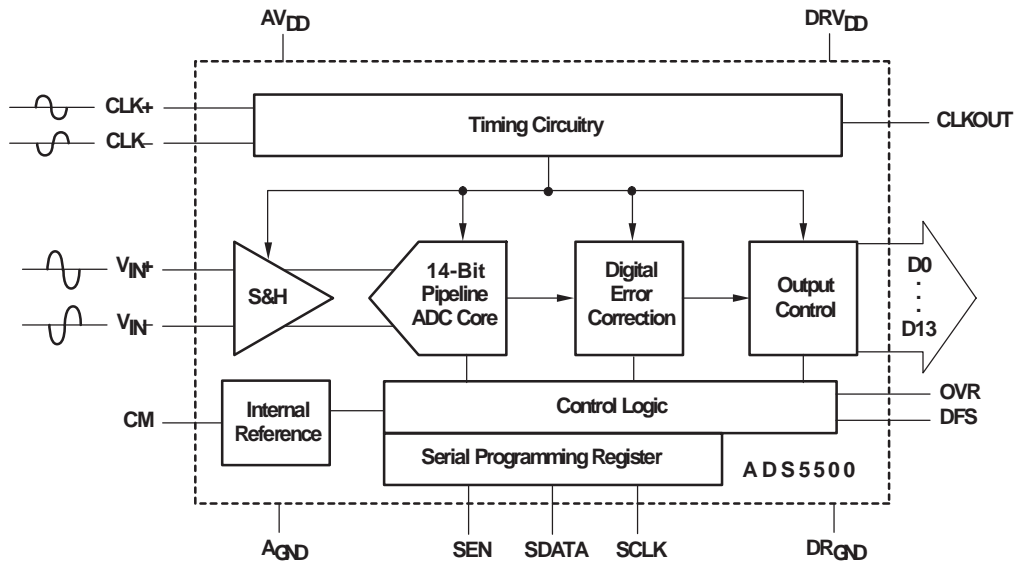 AVDD
DRVDD
CLK+
CLK–
Timing Circuitry
CLKOUT
VIN+
VIN–
S&H
14-Bit
Pipeline
ADC Core
Digital
Error
Correction
Output
Control
D0
.
.
.
.
D13
CM
Internal
Reference
Control Logic
OVR
DFS
Serial Programming Register
ADS5500
AGND
SEN
SDATA
SCLK
DRGND